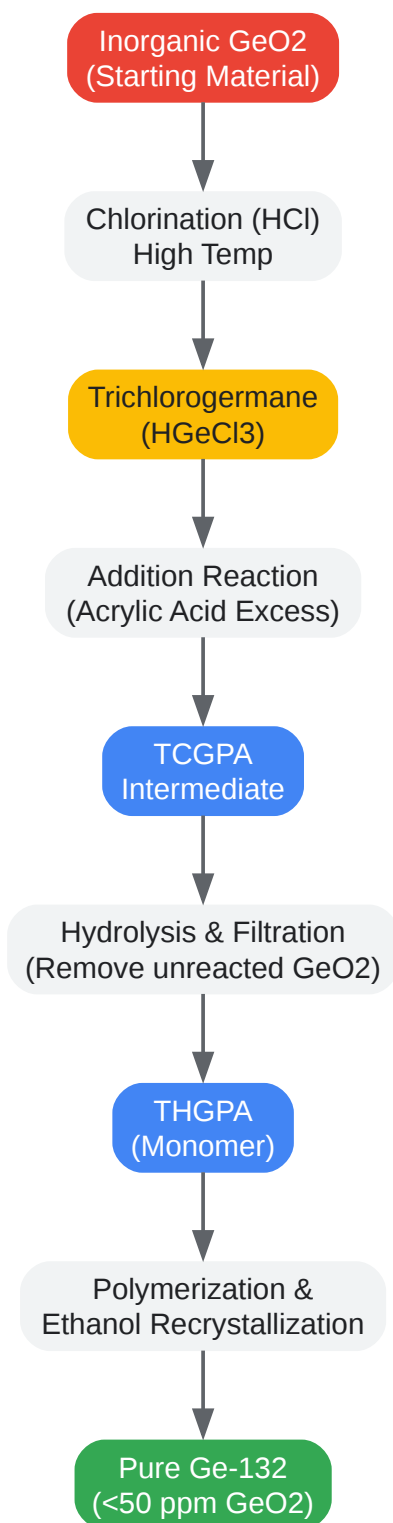 Inorganic GeO2
(Starting Material)
Chlorination (HCl)
High Temp
Trichlorogermane
(HGeCl3)
Addition Reaction
(Acrylic Acid Excess)
TCGPA
Intermediate
Hydrolysis & Filtration
(Remove unreacted GeO2)
THGPA
(Monomer)
Polymerization &
Ethanol Recrystallization
Pure Ge-132
(<50 ppm GeO2)